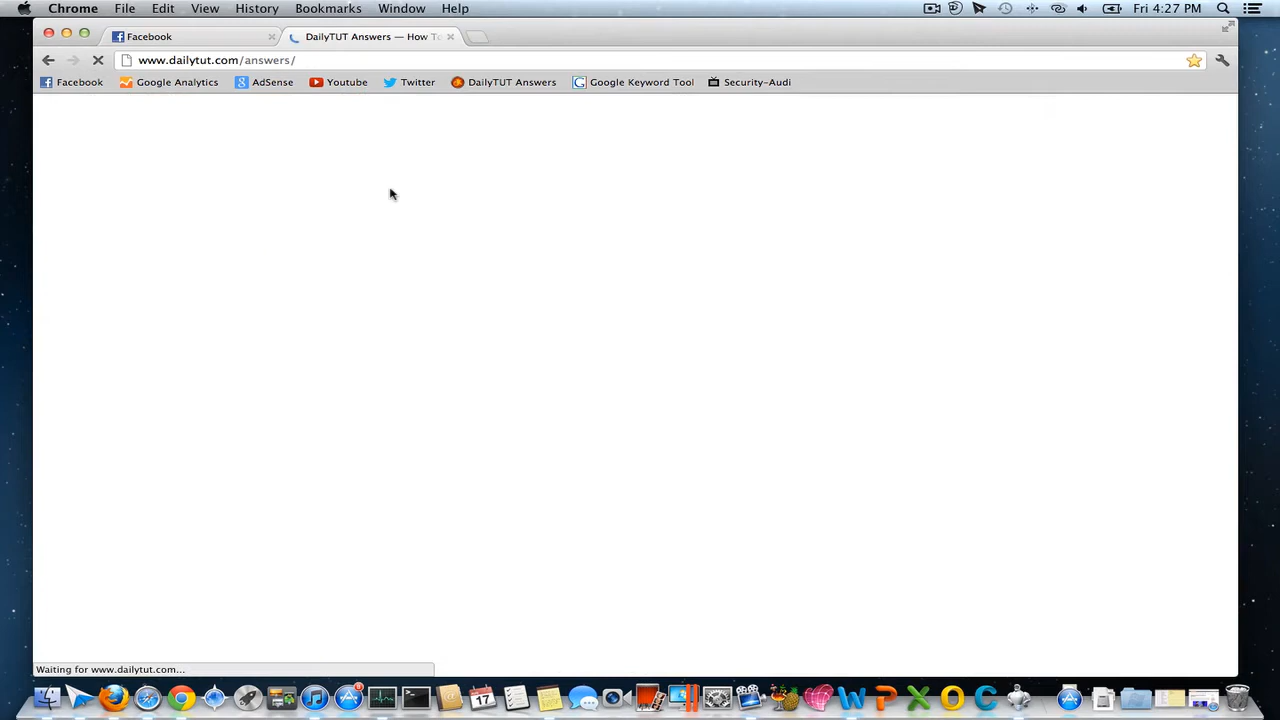 Chrome File Edit View History Bookmarks Window Help Fri 4:27 PM
Facebook DailyTUT Answers — How To
www.dailytut.com/answers/
Facebook Google Analytics AdSense Youtube Twitter DailyTUT Answers Google Keyword Tool Security-Audi
Waiting for www.dailytut.com...
17